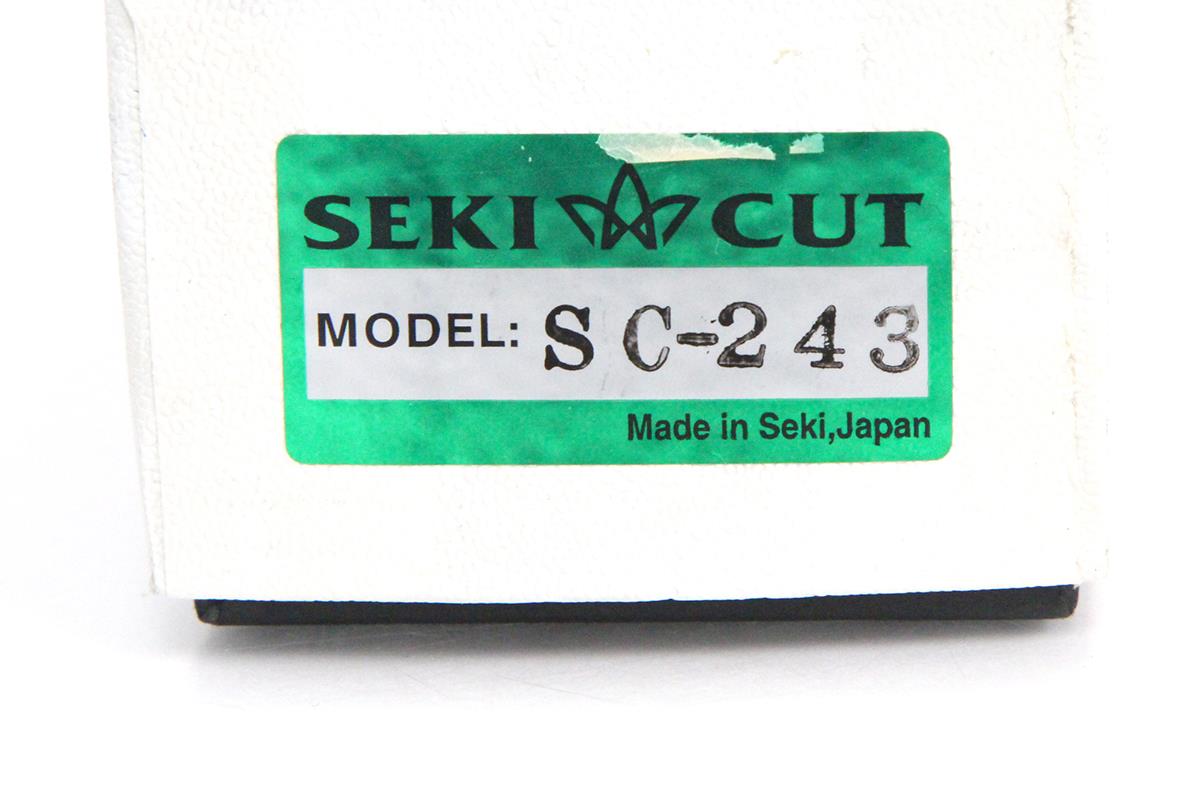 SEKI CUT
MODEL: SC-243
Made in Seki,Japan